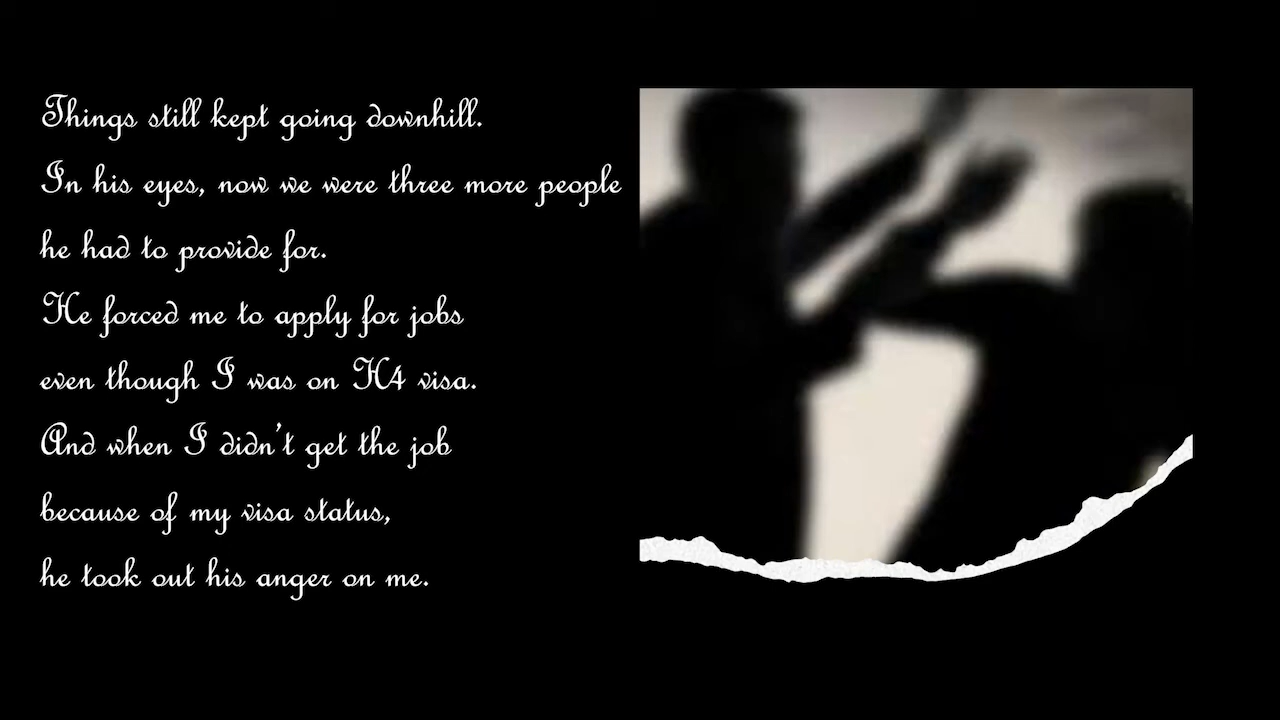 Things still kept going downhill.
In his eyes, now we were three more people
he had to provide for.
He forced me to apply for jobs
even though I was on H4 visa.
And when I didn't get the job
because of my visa status,
he took out his anger on me.